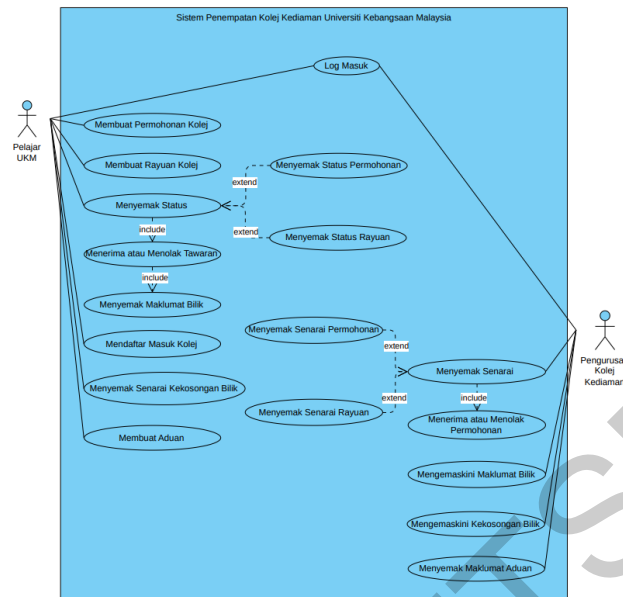 Sistem Penempatan Kolej Kediaman Universiti Kebangsaan Malaysia
Log Masuk
Pelajar
UKM
Membuat Permohonan Kolej
Membuat Rayuan Kolej
Menyemak Status Permohonan
extend
Menyemak Status
extend
Menyemak Status Rayuan
include
Menerima atau Menolak Tawaran
include
Menyemak Maklumat Bilik
Menyemak Senarai Permohonan
Mendaftar Masuk Kolej
extend
Pengurusa
Kolej
Kediaman
Menyemak Senarai
Menyemak Senarai Kekosongan Bilik
extend
include
Menyemak Senarai Rayuan
Menerima atau Menolak
Permohonan
Membuat Aduan
Mengemaskini Maklumat Bilik
Mengemaskini Kekosongan Bilik
Menyemak Maklumat Aduan